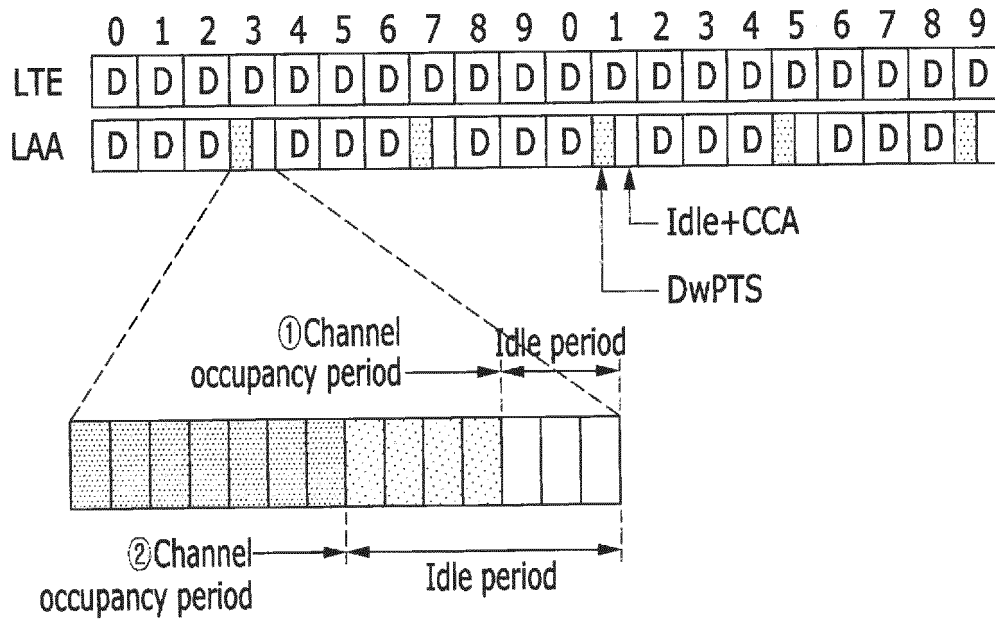 0 1 2 3 4 5 6 7 8 9 0 1 2 3 4 5 6 7 8 9
LTE D D D D D D D D D D D D D D D D D D D D
LAA D D D D D D D D D D D D D D D
Idle+CCA
DwPTS
①Channel
occupancy period
Idle period
②Channel
occupancy period
Idle period